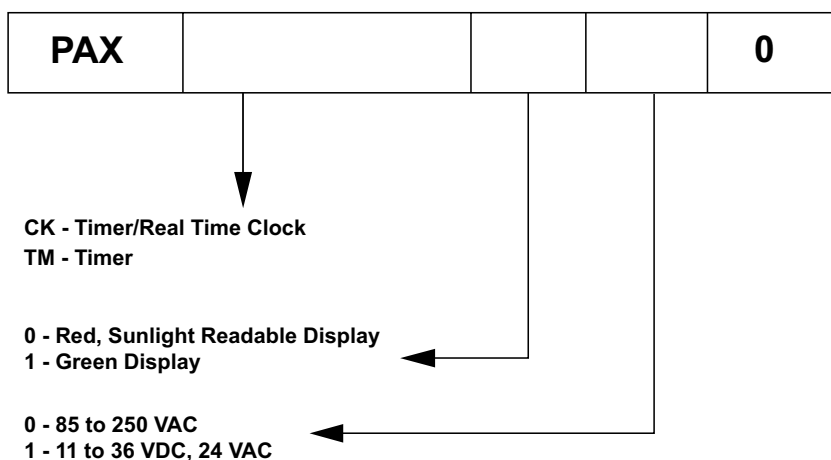 PAX 0
CK - Timer/Real Time Clock
TM - Timer
0 - Red, Sunlight Readable Display
1 - Green Display
0 - 85 to 250 VAC
1 - 11 to 36 VDC, 24 VAC